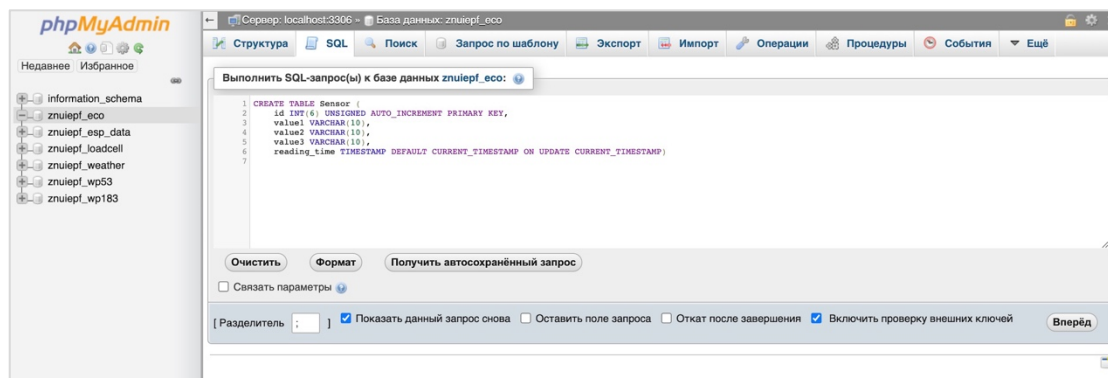 phpMyAdmin
Недавнее Избранное
information_schema
znuiepf_eco
znuiepf_esp_data
znuiepf_loadcell
znuiepf_weather
znuiepf_wp53
znuiepf_wp183
← Сервер: localhost:3306 » База данных: znuiepf_eco
Структура SQL Поиск Запрос по шаблону Экспорт Импорт Операции Процедуры События Ещё
Выполнить SQL-запрос(ы) к базе данных znuiepf_eco:
1 CREATE TABLE Sensor (
2 id INT(6) UNSIGNED AUTO_INCREMENT PRIMARY KEY,
3 value1 VARCHAR(10),
4 value2 VARCHAR(10),
5 value3 VARCHAR(10),
6 reading_time TIMESTAMP DEFAULT CURRENT_TIMESTAMP ON UPDATE CURRENT_TIMESTAMP)
7
Очистить Формат Получить автосохранённый запрос
Связать параметры
[ Разделитель ; ] Показать данный запрос снова Оставить поле запроса Откат после завершения Включить проверку внешних ключей Вперёд